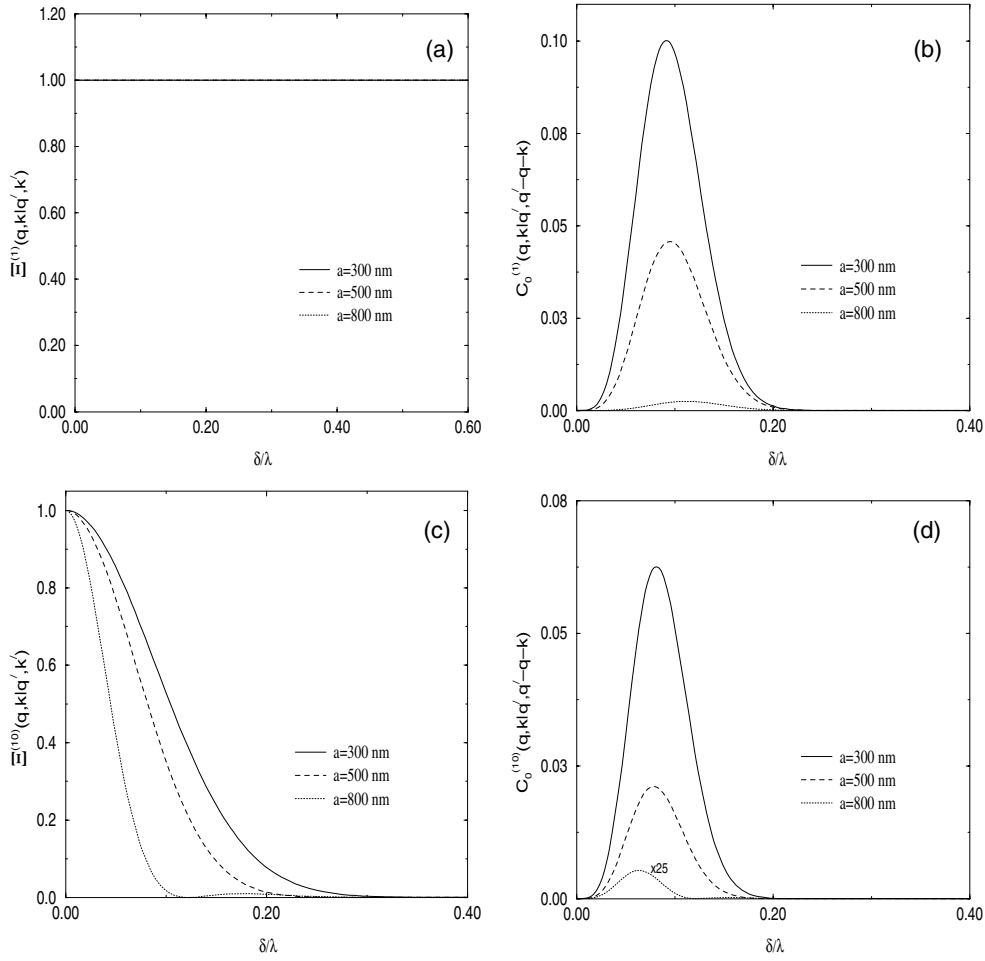 (a)
1.20
1.00
0.80
0.60
0.40
0.20
0.00
Ξ⁽¹⁾(q,k|q′,k′)
a=300 nm
a=500 nm
a=800 nm
0.00 0.20 0.40 0.60
δ/λ
(b)
0.10
0.08
0.05
0.03
0.00
C₀⁽¹⁾(q,k|q′,q′−q−k)
a=300 nm
a=500 nm
a=800 nm
0.00 0.20 0.40
δ/λ
(c)
1.0
0.8
0.6
0.4
0.2
0.0
Ξ⁽¹⁰⁾(q,k|q′,k′)
a=300 nm
a=500 nm
a=800 nm
0.00 0.20 0.40
δ/λ
(d)
0.08
0.05
0.03
0.00
C₀⁽¹⁰⁾(q,k|q′,q′−q−k)
a=300 nm
a=500 nm
a=800 nm
x25
0.00 0.20 0.40
δ/λ